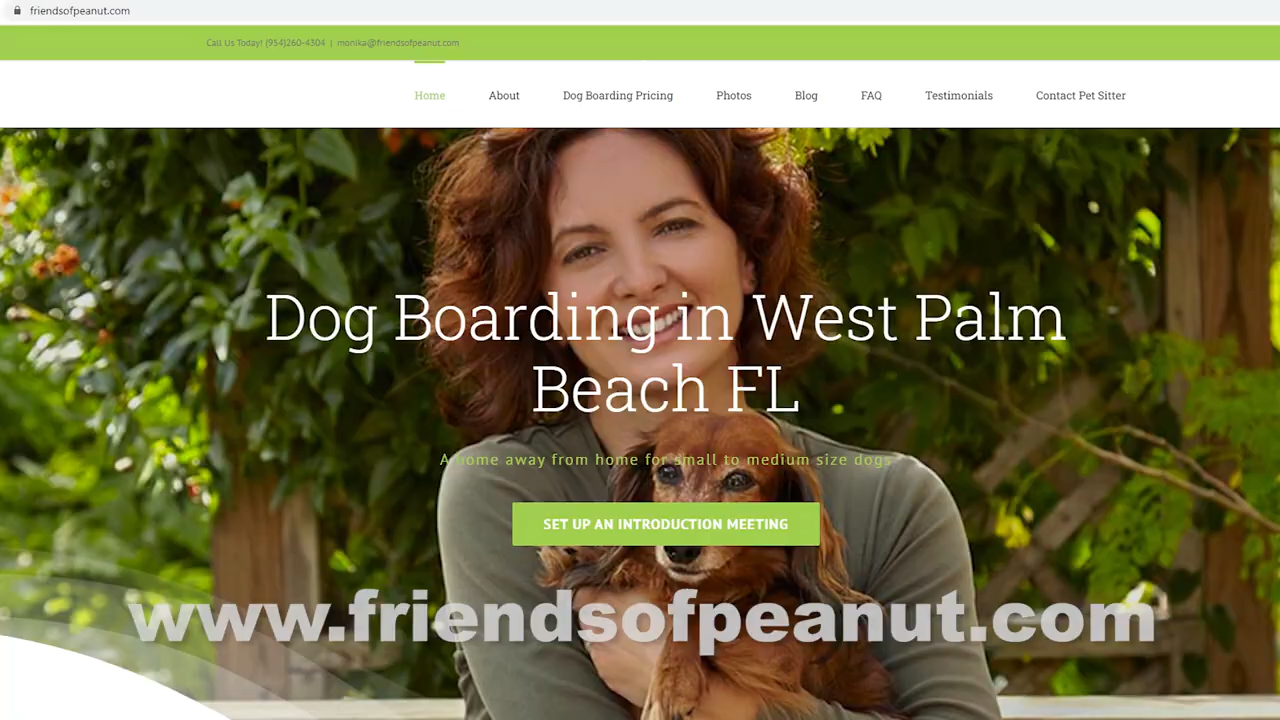 friendsofpeanut.com
Call Us Today! (954)260-4304 | monika@friendsofpeanut.com
Home About Dog Boarding Pricing Photos Blog FAQ Testimonials Contact Pet Sitter
Dog Boarding in West Palm
Beach FL
A home away from home for small to medium size dogs
SET UP AN INTRODUCTION MEETING
www.friendsofpeanut.com